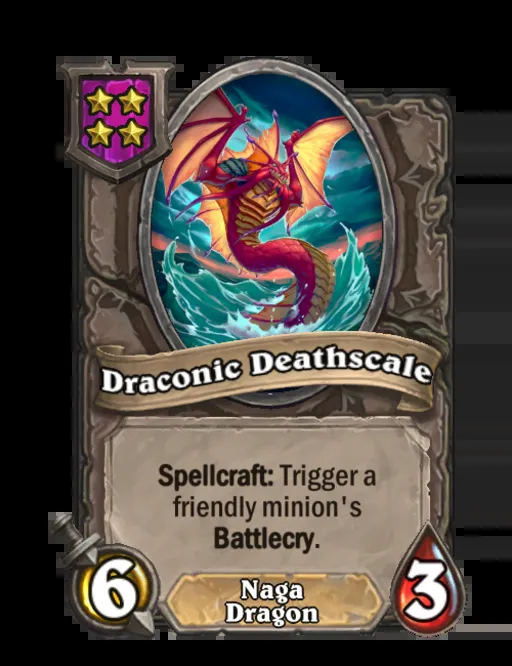 Draconic Deathscale
Spellcraft: Trigger a
friendly minion's
Battlecry.
6
Naga
Dragon
3